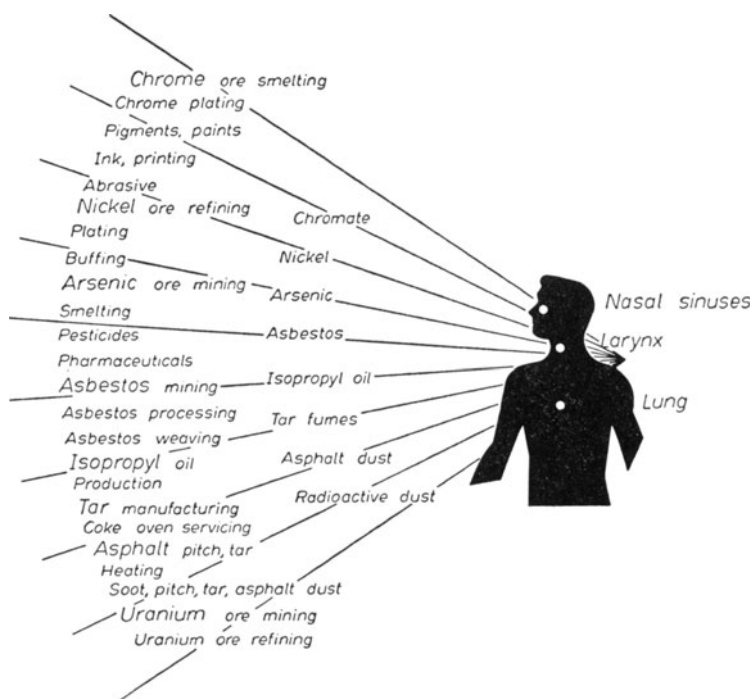 Chrome ore smelting
Chrome plating
Pigments, paints
Ink, printing
Abrasive
Nickel ore refining
Plating
Buffing
Arsenic ore mining
Smelting
Pesticides
Pharmaceuticals
Asbestos mining
Asbestos processing
Asbestos weaving
Isopropyl oil
Production
Tar manufacturing
Coke oven servicing
Asphalt pitch, tar
Heating
Soot, pitch, tar, asphalt dust
Uranium ore mining
Uranium ore refining
Chromate
Nickel
Arsenic
Asbestos
Isopropyl oil
Tar fumes
Asphalt dust
Radioactive dust
Nasal sinuses
Larynx
Lung